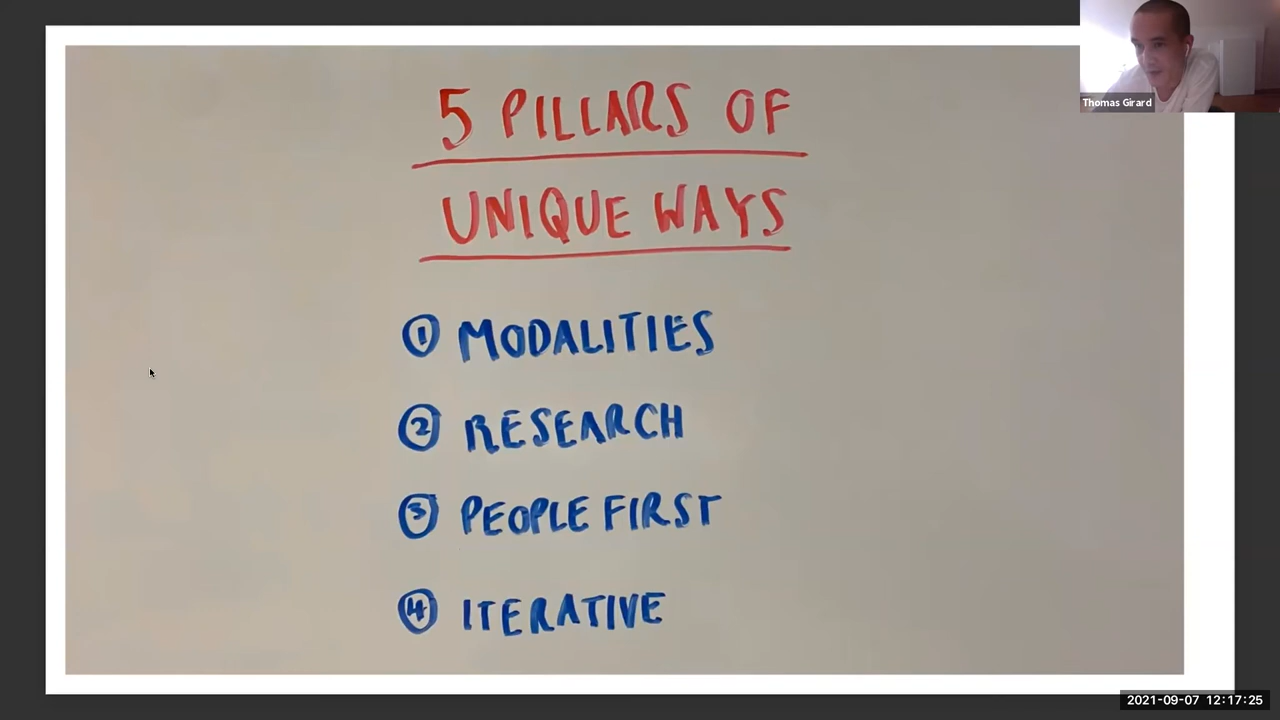 5 PILLARS OF
UNIQUE WAYS
① MODALITIES
② RESEARCH
③ PEOPLE FIRST
④ ITERATIVE
Thomas Girard
2021-09-07 12:17:25